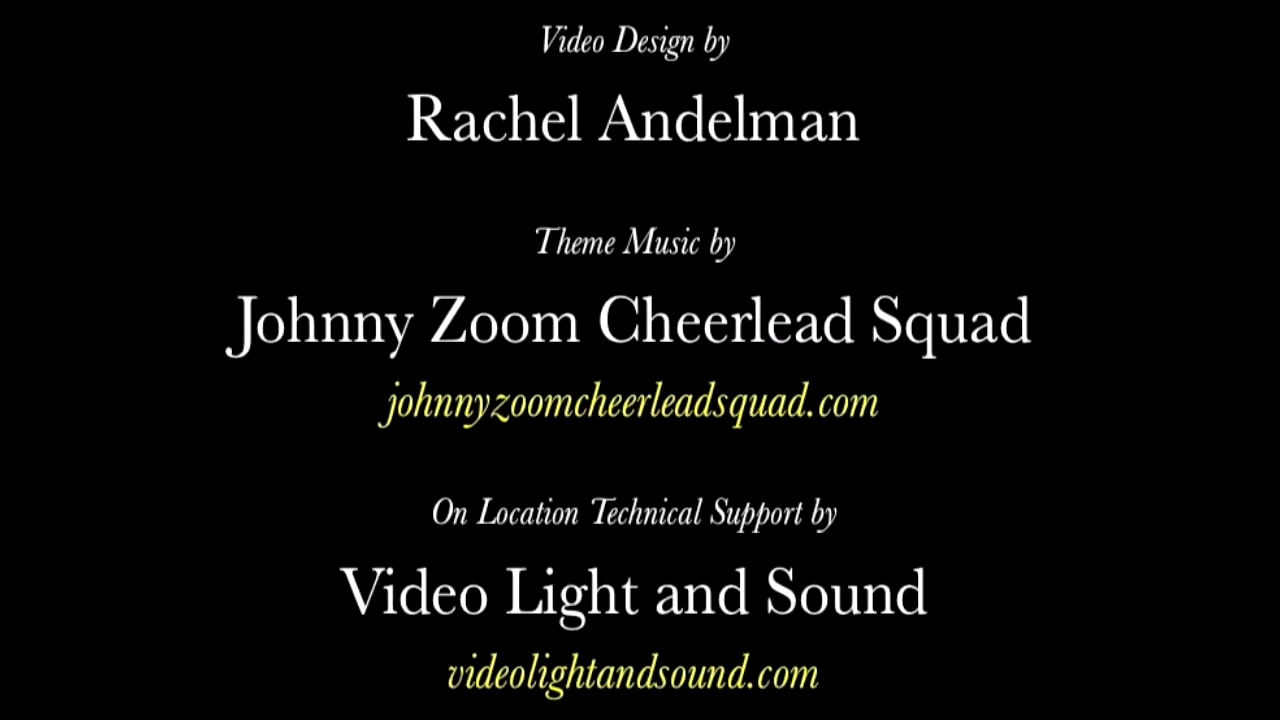 Video Design by
Rachel Andelman
Theme Music by
Johnny Zoom Cheerlead Squad
johnnyzoomcheerleadsquad.com
On Location Technical Support by
Video Light and Sound
videolightandsound.com